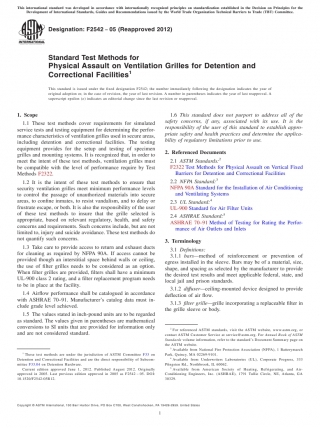 This international standard was developed in accordance with internationally recognized principles on standardization established in the Decision on Principles for the
Development of International Standards, Guides and Recommendations issued by the World Trade Organization Technical Barriers to Trade (TBT) Committee.
Designation: F2542 - 05 (Reapproved 2012)
INTERNATIONAL
Standard Test Methods for
Physical Assault on Ventilation Grilles for Detention and
Correctional Facilities1
This standard is issued under the fixed designation F2542; the number immediately following the designation indicates the year of
original adoption or, in the case of revision, the year of last revision. A number in parentheses indicates the year of last reapproval. A
superscript epsilon (ε) indicates an editorial change since the last revision or reapproval.
1. Scope
1.1 These test methods cover requirements for simulated
service tests and testing equipment for determining the perfor-
mance characteristics of ventilation grilles used in secure areas,
including detention and correctional facilities. The testing
equipment provides for the setup and testing of specimen
grilles and mounting systems. It is recognized that, in order to
meet the intent of these test methods, ventilation grilles must
be compatible with the level of performance require by Test
Methods F2322.
1.2 It is the intent of these test methods to ensure that
security ventilation grilles meet minimum performance levels
to control the passage of unauthorized materials into secure
areas, to confine inmates, to resist vandalism, and to delay or
frustrate escape, or both. It is also the responsibility of the user
of these test methods to insure that the grille selected is
appropriate, based on relevant regulatory, health, and safety
concerns and requirements. Such concerns include, but are not
limited to, injury and suicide avoidance. These test methods do
not quantify such concerns.
1.3 Take care to provide access to return and exhaust ducts
for cleaning as required by NFPA 90A. If access would be
provided through an interstitial space behind walls or ceiling,
the use of filter grilles needs to be considered as an option.
When filter grilles are provided, filters shall have a minimum
UL-900 class 2 rating, and a filter replacement program needs
to be in place at the facility.
1.4 Airflow performance shall be catalogued in accordance
with ASHRAE 70–91. Manufacturer's catalog data must in-
clude grade level achieved.
1.5 The values stated in inch-pound units are to be regarded
as standard. The values given in parentheses are mathematical
conversions to SI units that are provided for information only
and are not considered standard.
1 These test methods are under the jurisdiction of ASTM Committee F33 on
Detention and Correctional Facilities and are the direct responsibility of Subcom-
mittee F33.04 on Detention Hardware.
Current edition approved June 1, 2012. Published August 2012. Originally
approved in 2005. Last previous edition approved in 2005 as F2542 – 05. DOI:
10.1520/F2542-05R12.
1.6 This standard does not purport to address all of the
safety concerns, if any, associated with its use. It is the
responsibility of the user of this standard to establish appro-
priate safety and health practices and determine the applica-
bility of regulatory limitations prior to use.
2. Referenced Documents
2.1 ASTM Standards:2
F2322 Test Methods for Physical Assault on Vertical Fixed
Barriers for Detention and Correctional Facilities
2.2 NFPA Standard:3
NFPA 90A Standard for the Installation of Air Conditioning
and Ventilating Systems
2.3 UL Standard:4
UL-900 Standard for Air Filter Units
2.4 ASHRAE Standard:5
ASHRAE 70–91 Method of Testing for Rating the Perfor-
mance of Air Outlets and Inlets
3. Terminology
3.1 Definitions:
3.1.1 bars—method of reinforcement or prevention of
egress installed in the sleeve. Bars may be of a material, size,
shape, and spacing as selected by the manufacturer to provide
the desired test results and meet applicable federal, state, and
local jail and prison standards.
3.1.2 diffuser—ceiling-mounted device designed to provide
deflection of air flow.
3.1.3 filter grille—grille incorporating a replaceable filter in
the grille sleeve or body.
2 For referenced ASTM standards, visit the ASTM website, www.astm.org, or
contact ASTM Customer Service at service@astm.org. For Annual Book of ASTM
Standards volume information, refer to the standard's Document Summary page on
the ASTM website.
3 Available from National Fire Protection Association (NFPA), 1 Batterymarch
Park, Quincy, MA 02169-9101.
4 Available from Underwriters Laboratories (UL), Corporate Progress, 333
Pfingsten Rd., Northbrook, IL 60062.
5 Available from American Society of Heating, Refrigerating, and Air-
Conditioning Engineers, Inc. (ASHRAE), 1791 Tullie Circle, NE, Atlanta, GA
30329.
Copyright © ASTM International, 100 Barr Harbor Drive, PO Box C700, West Conshohocken, PA 19428-2959. United States
1